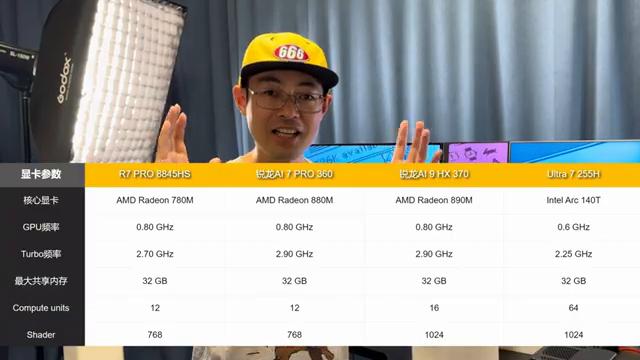 SL-150W
Godox
666
显卡参数 R7 PRO 8845HS 锐龙AI 7 PRO 360 锐龙AI 9 HX 370 Ultra 7 255H
核心显卡 AMD Radeon 780M AMD Radeon 880M AMD Radeon 890M Intel Arc 140T
GPU频率 0.80 GHz 0.80 GHz 0.80 GHz 0.6 GHz
Turbo频率 2.70 GHz 2.90 GHz 2.90 GHz 2.25 GHz
最大共享内存 32 GB 32 GB 32 GB 32 GB
Compute units 12 12 16 64
Shader 768 768 1024 1024